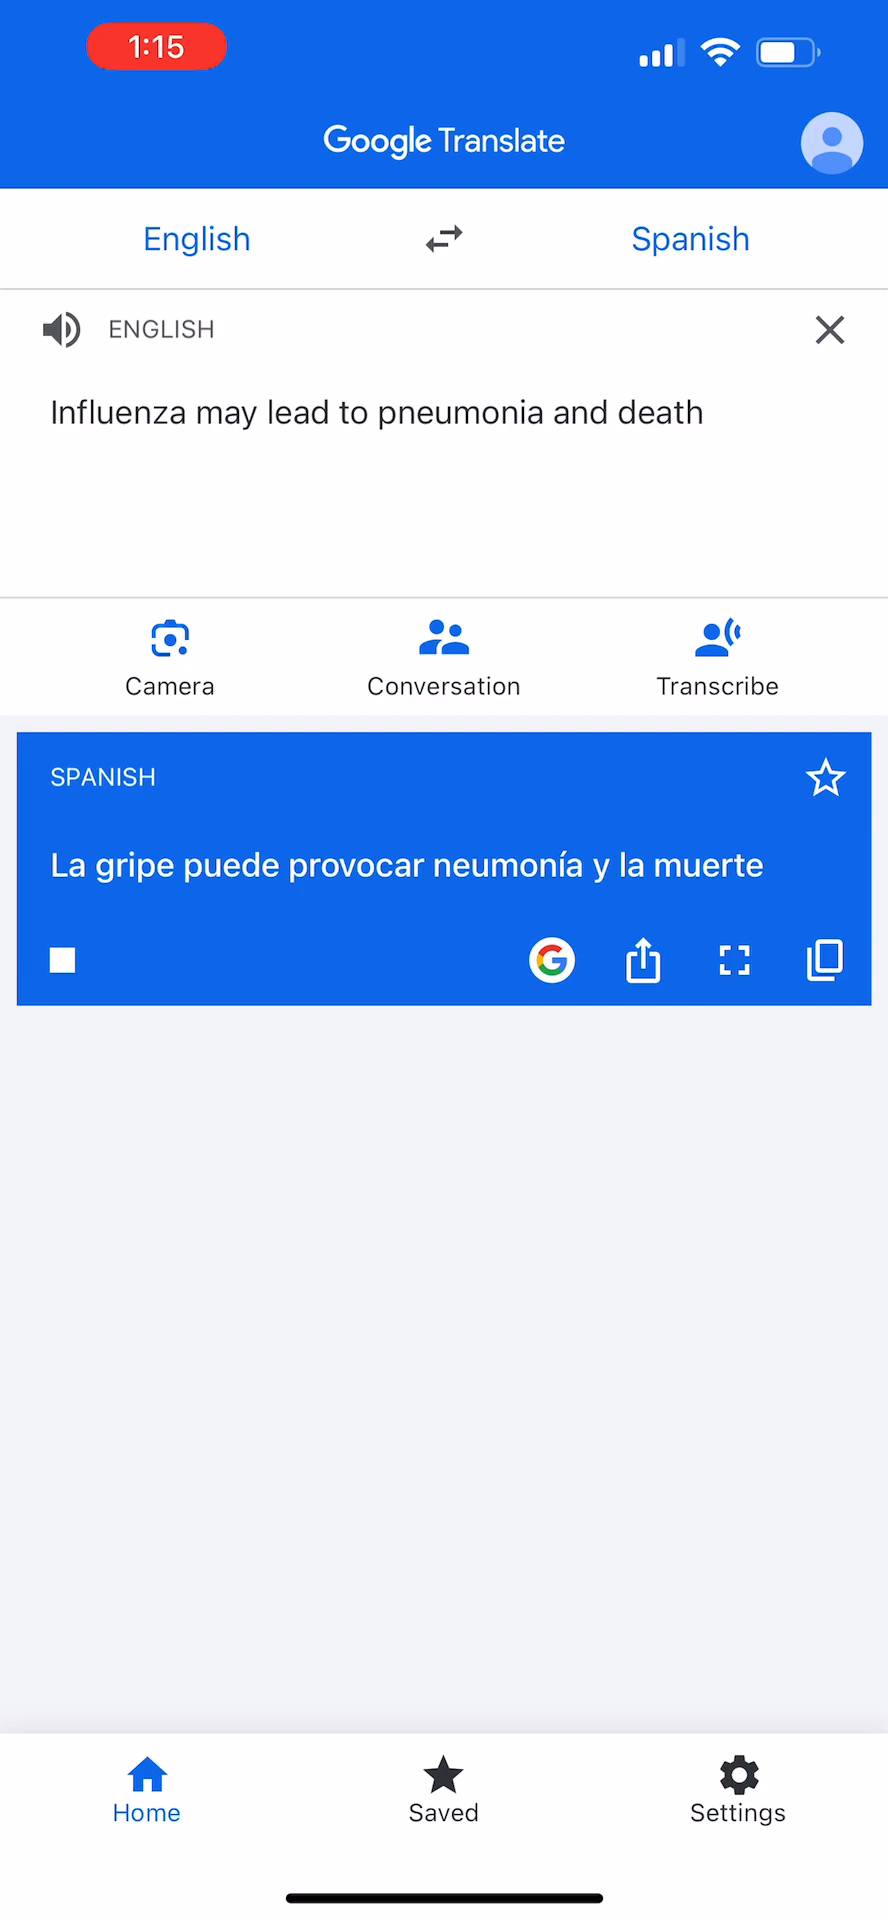 1:15
Google Translate
English
Spanish
ENGLISH
Influenza may lead to pneumonia and death
Camera
Conversation
Transcribe
SPANISH
La gripe puede provocar neumonía y la muerte
G
Home
Saved
Settings